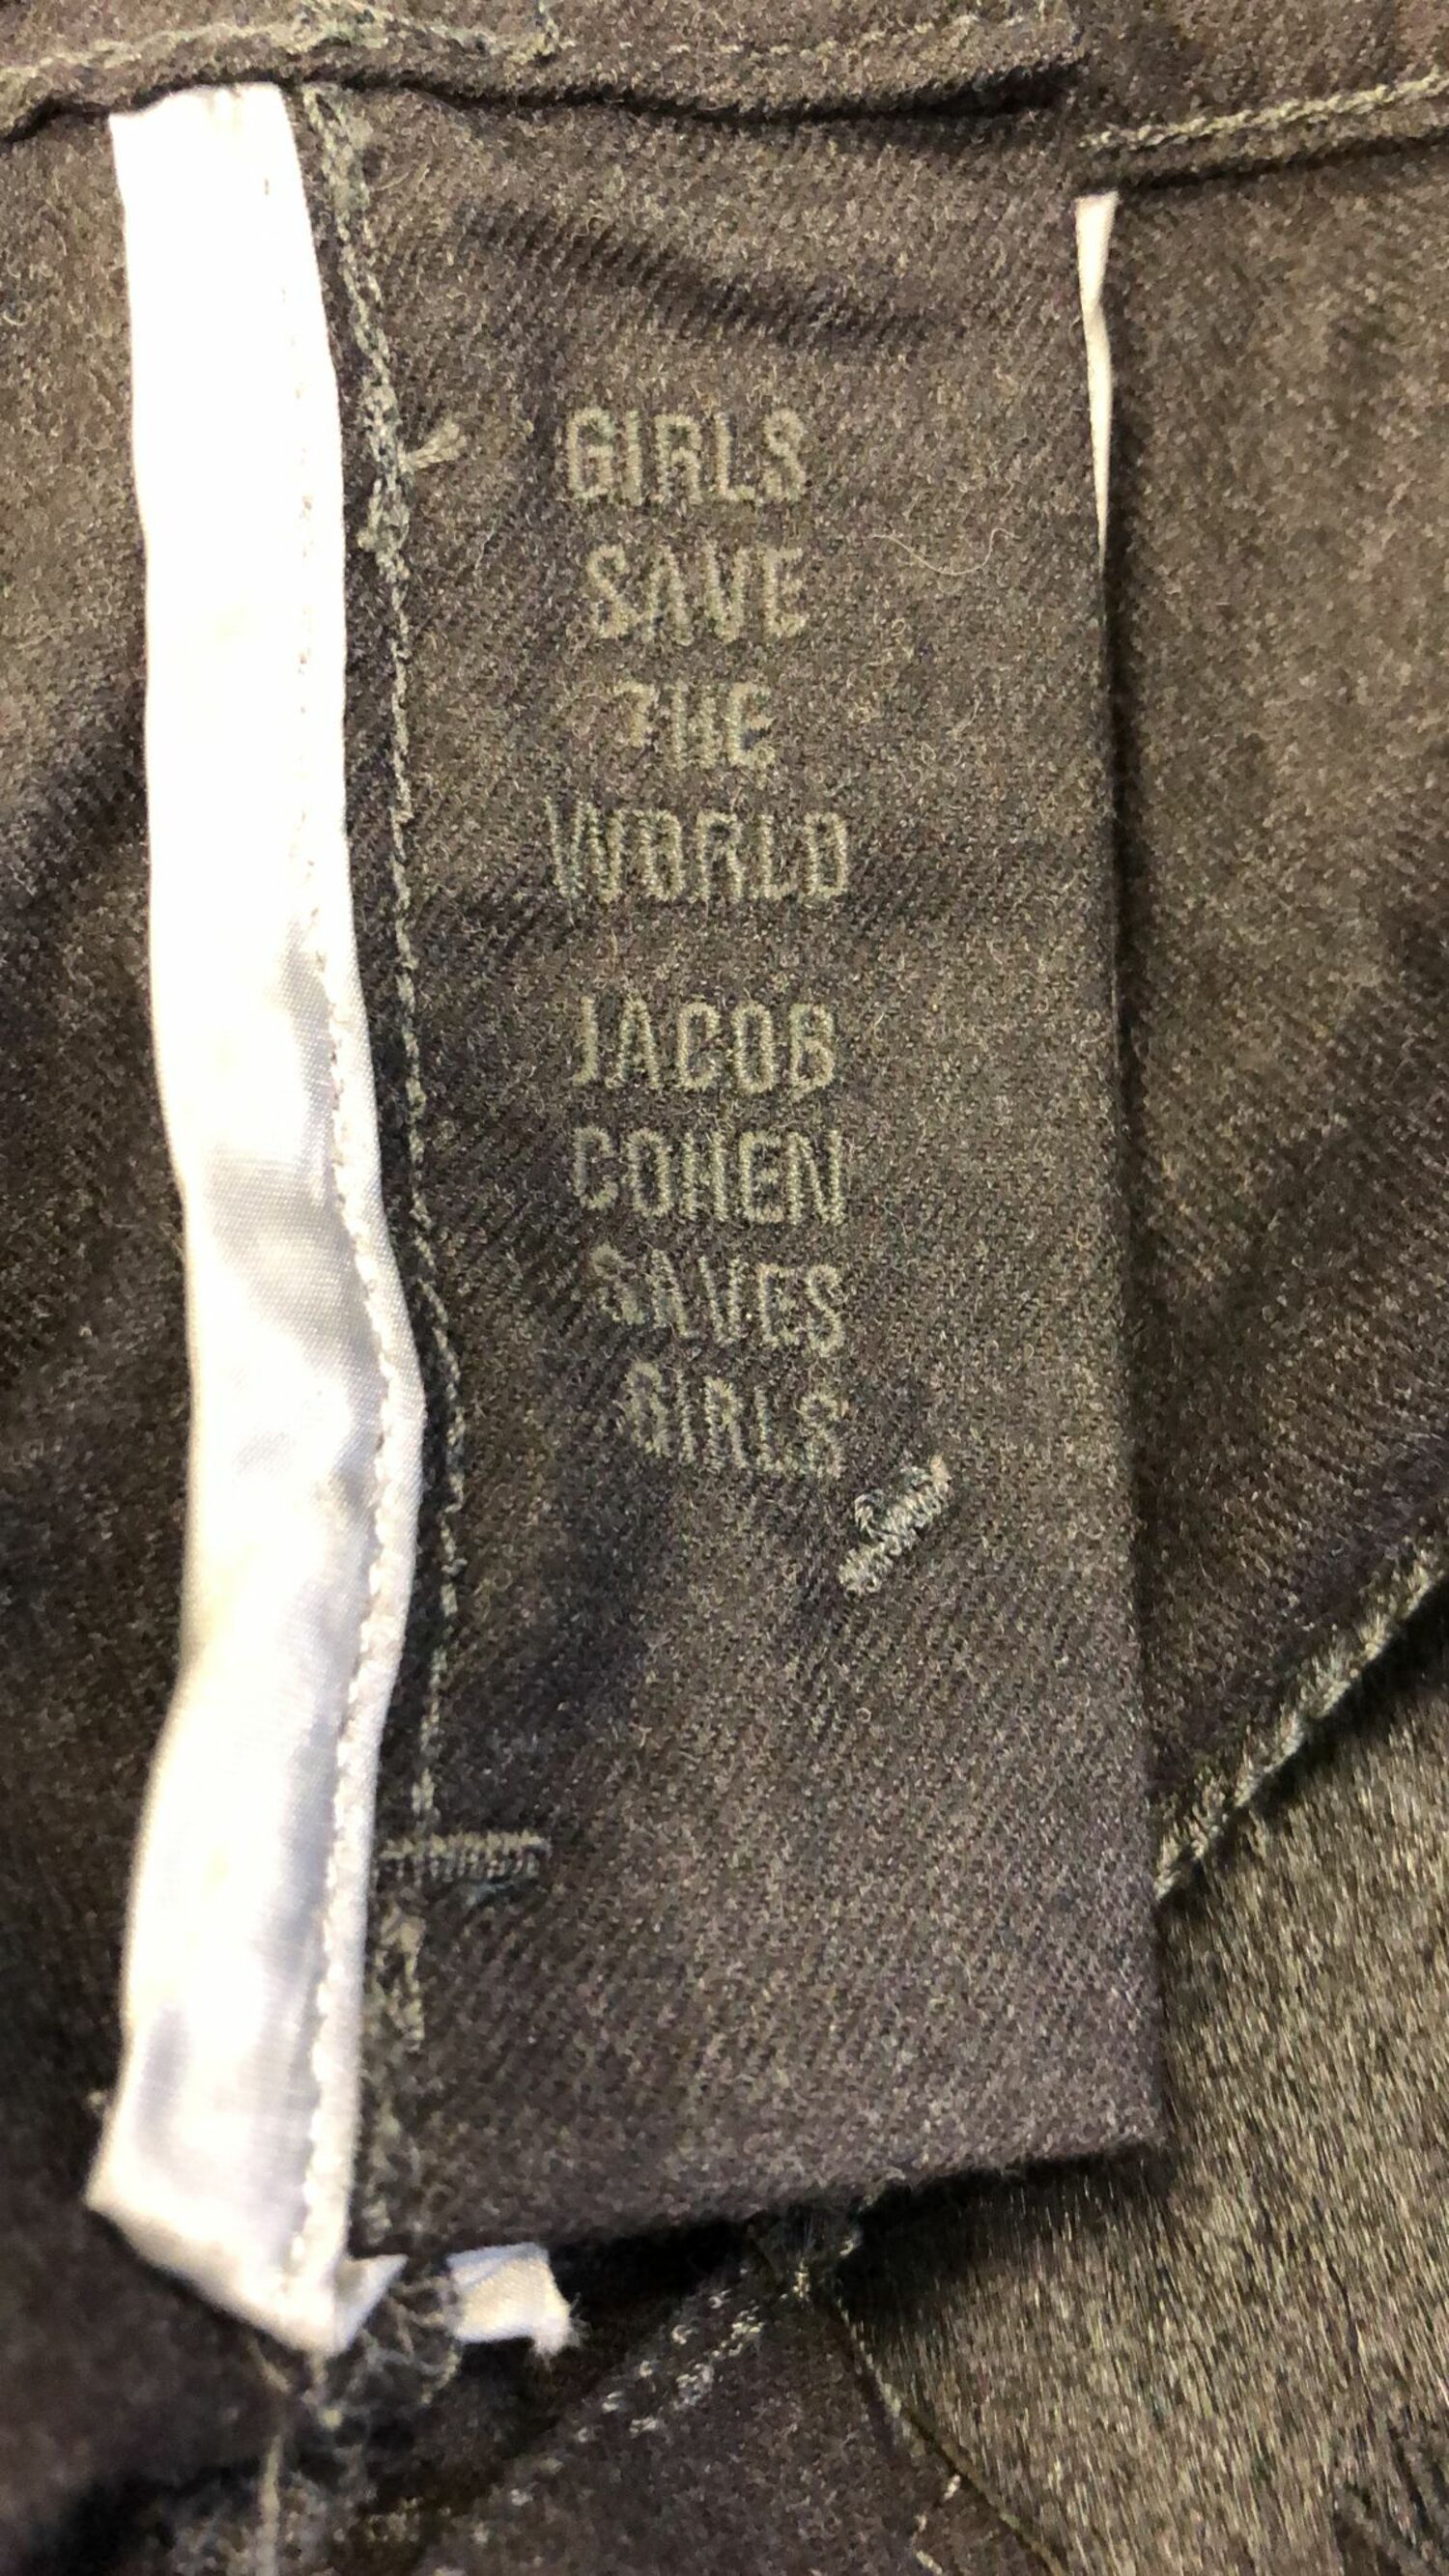 GIRLS
SAVE
THE
WORLD
JACOB
COHEN
SAVES
GIRLS